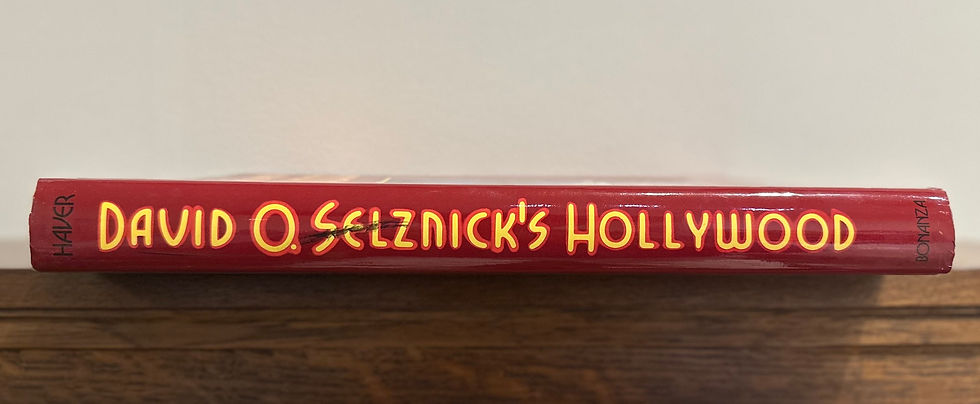 HAVER
DAVID O. SELZNICK'S HOLLYWOOD
BONANZA